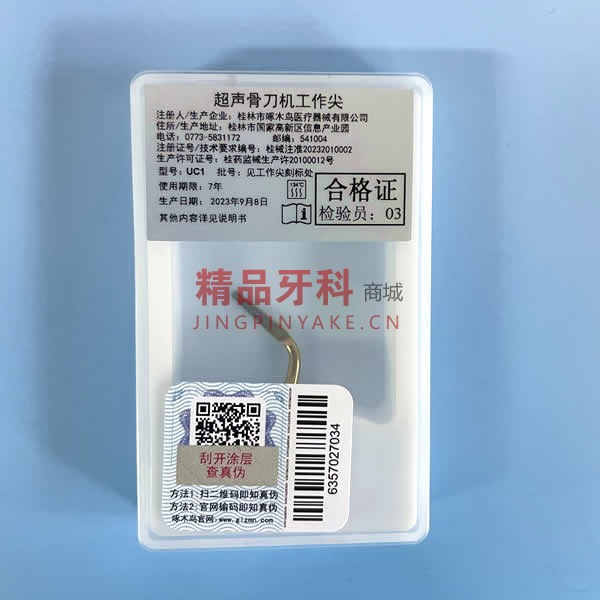 超声骨刀机工作尖
注册人/生产企业：桂林市啄木鸟医疗器械有限公司
住所/生产地址：桂林市国家高新区信息产业园
电话：0773-5831172 邮编：541004
注册证号/技术要求编号：桂械注准20232010002
生产许可证号：桂药监械生产许20100012号
型号：UC1 批号：见工作尖刻标处
使用期限：7年
生产日期：2023年9月8日
其他内容详见说明书
134℃
合格证
检验员：03
精品牙科商城
JINGPINYAKE.CN
刮开涂层
查真伪
方法1：扫二维码即知真伪
方法2：官网输码即知真伪
啄木鸟官网：www.glzmn.com
6357027034